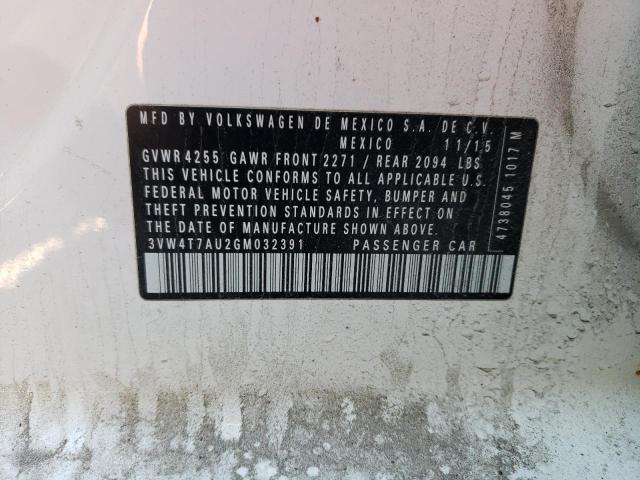 MFD BY VOLKSWAGEN DE MEXICO S.A. DE C.V.
MEXICO 11/15
GVWR 4255 GAWR FRONT 2271 / REAR 2094 LBS
THIS VEHICLE CONFORMS TO ALL APPLICABLE U.S.
FEDERAL MOTOR VEHICLE SAFETY, BUMPER AND
THEFT PREVENTION STANDARDS IN EFFECT ON
THE DATE OF MANUFACTURE SHOWN ABOVE.
3VW4T7AU2GM032391 PASSENGER CAR
4738045 1017 M